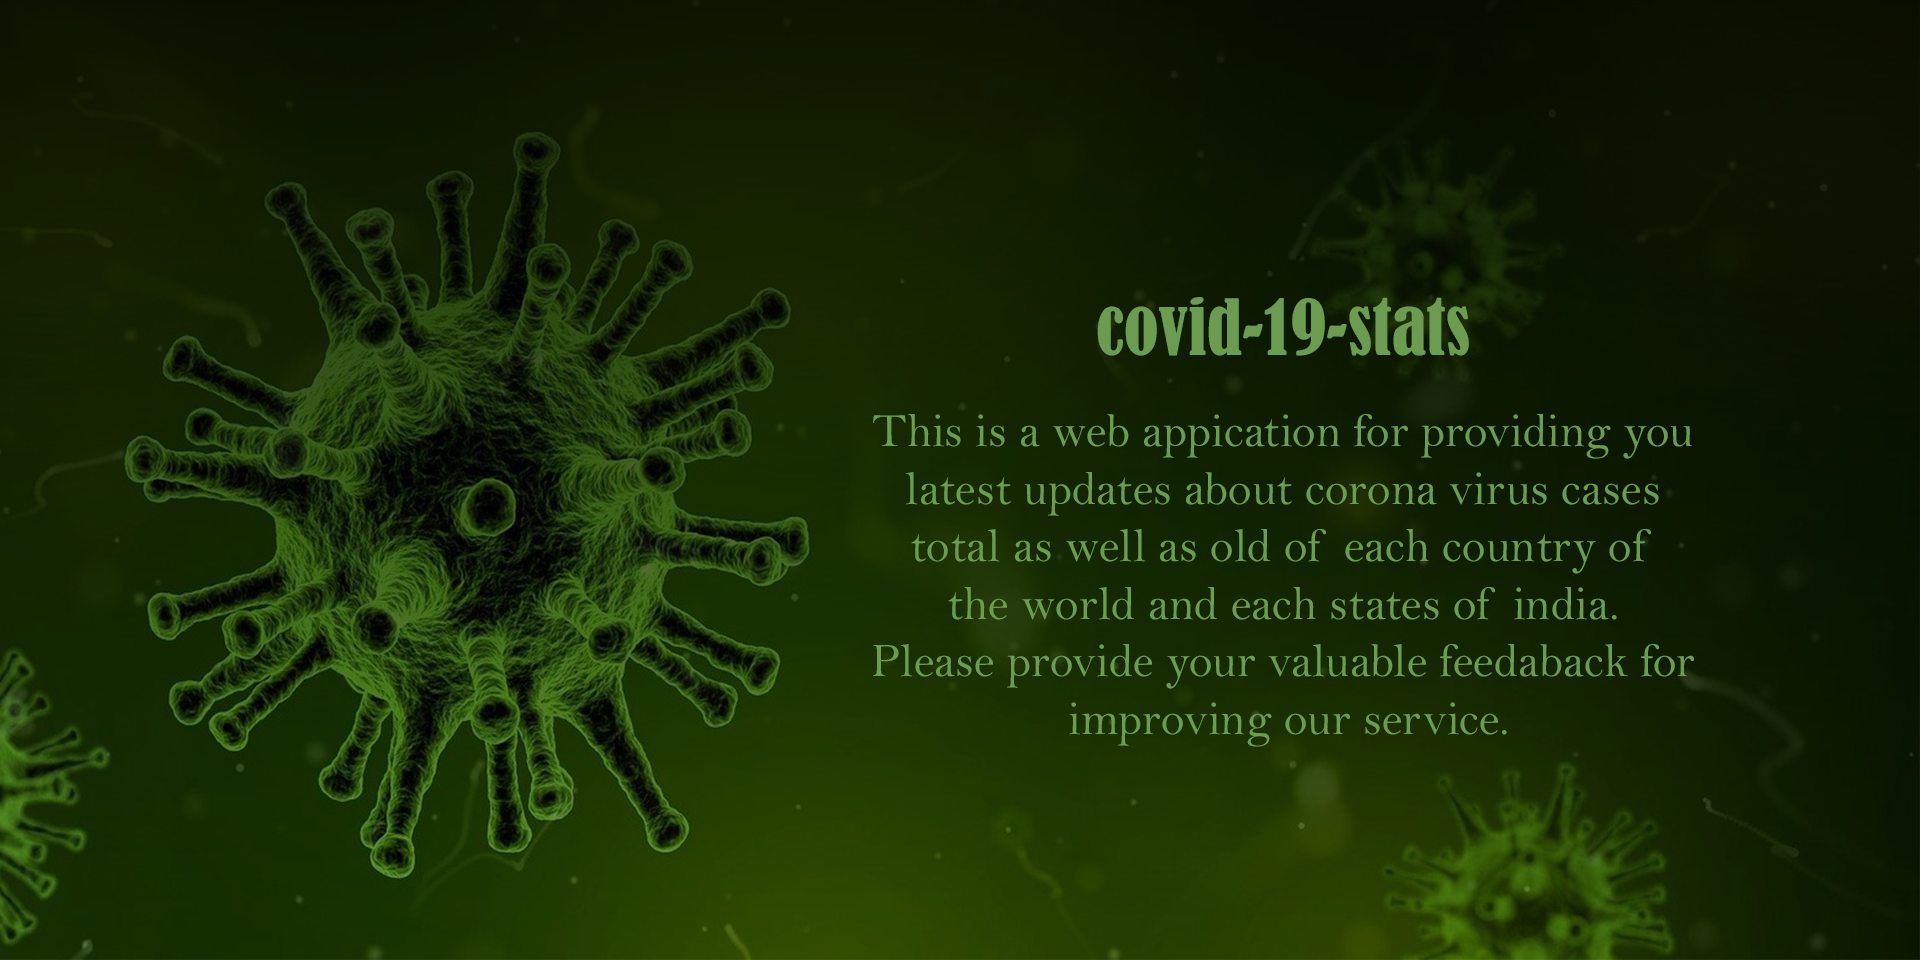 covid-19-stats
This is a web appication for providing you
latest updates about corona virus cases
total as well as old of each country of
the world and each states of india.
Please provide your valuable feedaback for
improving our service.